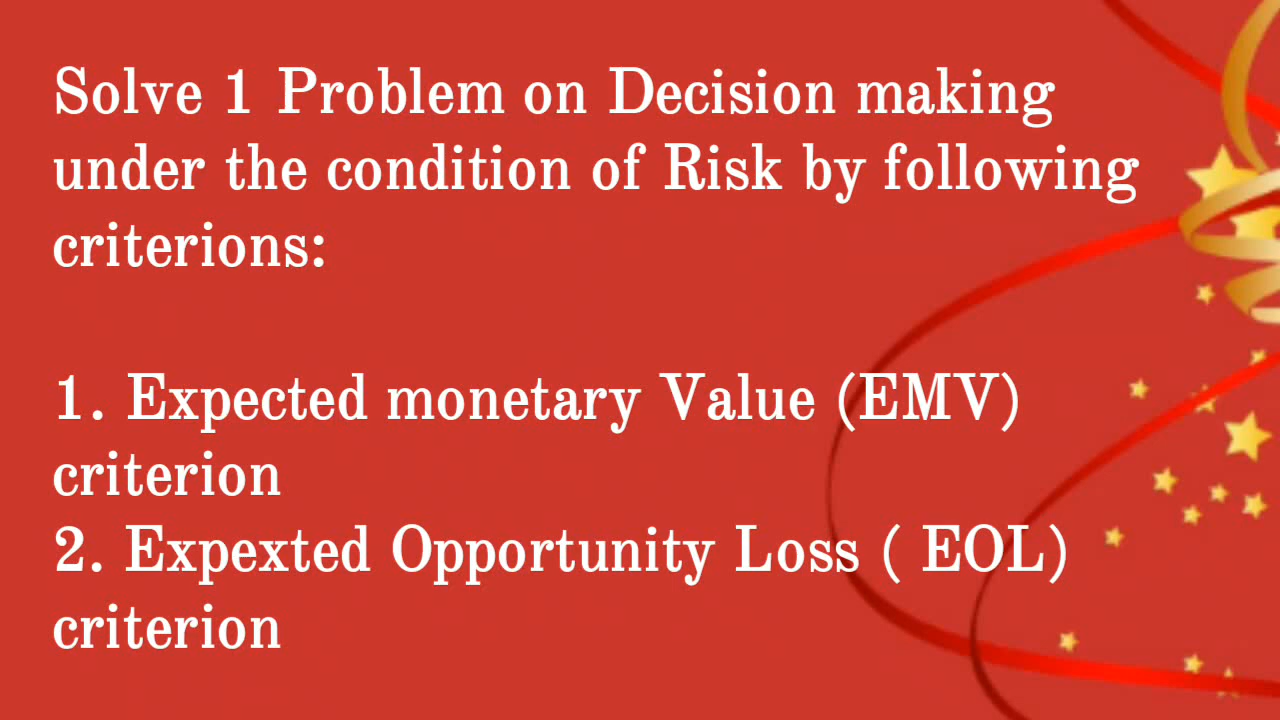 Solve 1 Problem on Decision making
under the condition of Risk by following
criterions:
1. Expected monetary Value (EMV)
criterion
2. Expexted Opportunity Loss ( EOL)
criterion